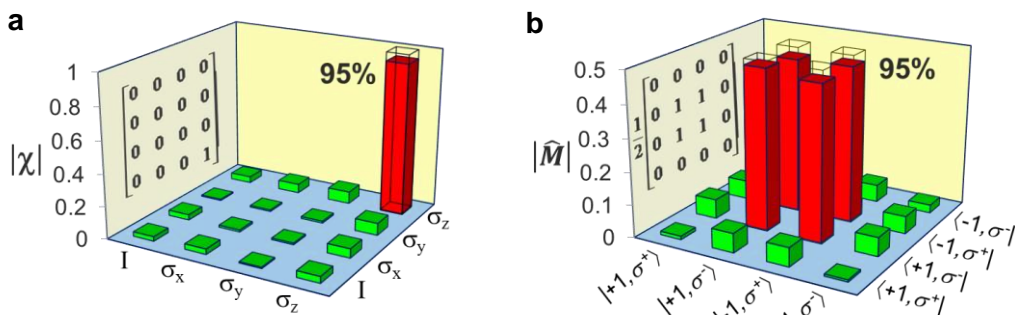 a
b
1
0.8
0.6
0.4
0.2
0
|χ|
0 0 0 0
0 0 0 0
0 0 0 0
0 0 0 1
95%
I
σx
σy
σz
I
σx
σy
σz
0.5
0.4
0.3
0.2
0.1
0
|M̂|
1/2
0 0 0 0
0 1 1 0
0 1 1 0
0 0 0 0
95%
|+1, σ⁺⟩
|+1, σ⁻⟩
1, σ⁺⟩
σ⁻⟩
⟨+1, σ⁺|
⟨+1, σ⁻|
⟨-1, σ⁺|
⟨-1, σ⁻|